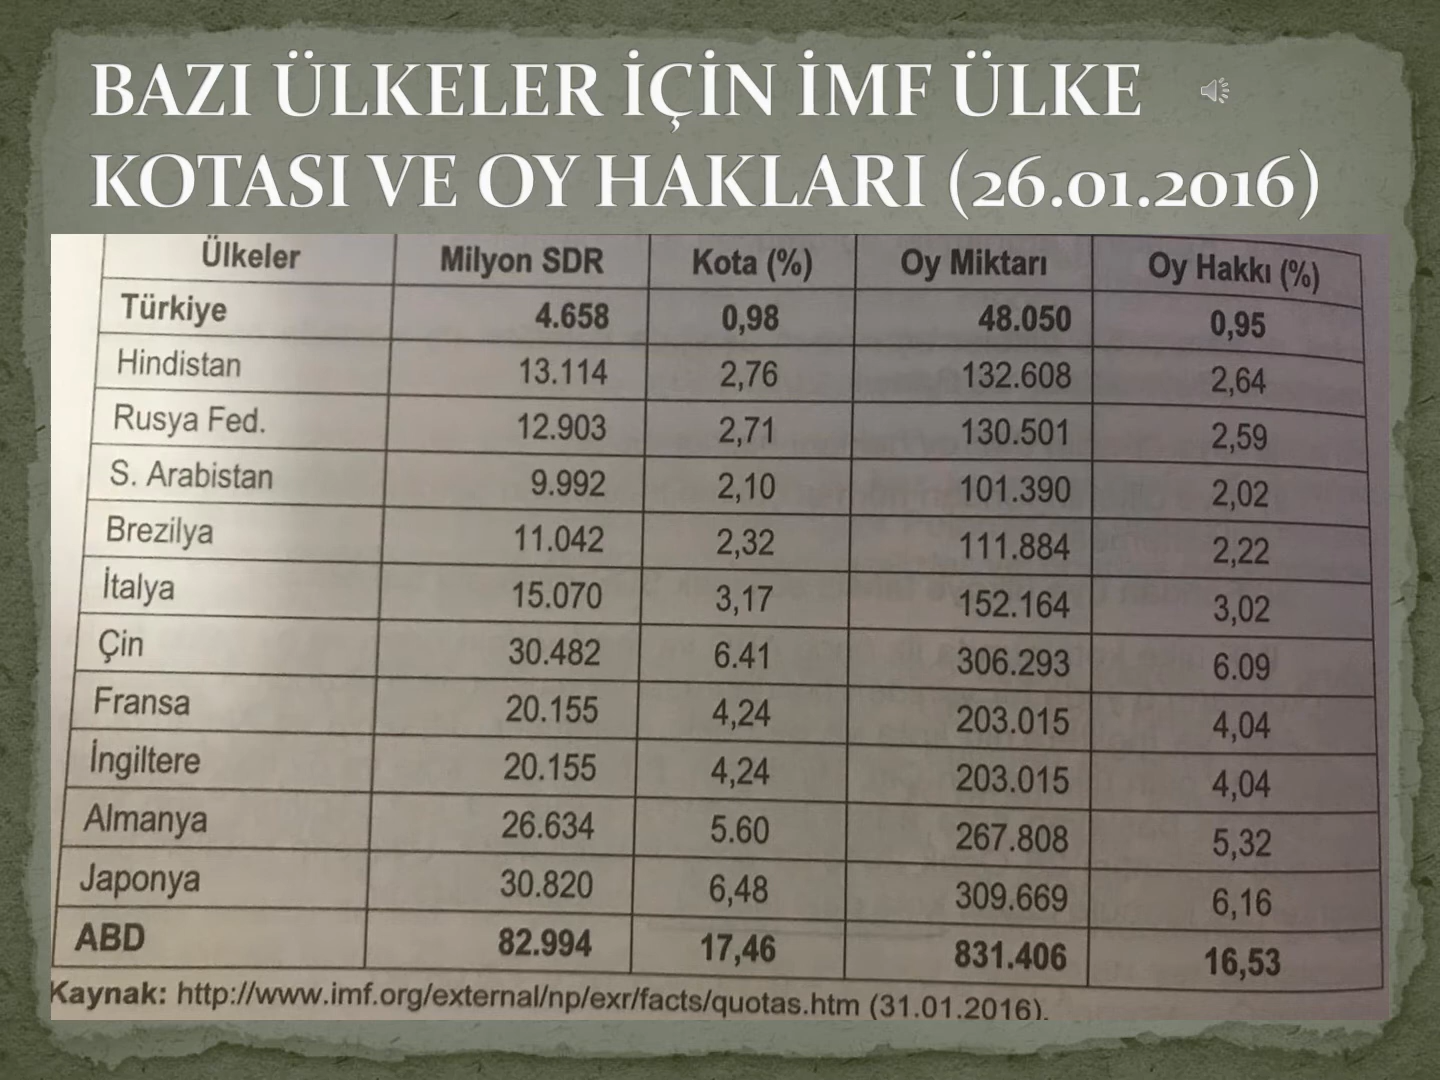 BAZI ÜLKELER İÇİN İMF ÜLKE
KOTASI VE OY HAKLARI (26.01.2016)
Ülkeler Milyon SDR Kota (%) Oy Miktarı Oy Hakkı (%)
Türkiye 4.658 0,98 48.050 0,95
Hindistan 13.114 2,76 132.608 2,64
Rusya Fed. 12.903 2,71 130.501 2,59
S. Arabistan 9.992 2,10 101.390 2,02
Brezilya 11.042 2,32 111.884 2,22
İtalya 15.070 3,17 152.164 3,02
Çin 30.482 6.41 306.293 6.09
Fransa 20.155 4,24 203.015 4,04
İngiltere 20.155 4,24 203.015 4,04
Almanya 26.634 5.60 267.808 5,32
Japonya 30.820 6,48 309.669 6,16
ABD 82.994 17,46 831.406 16,53
Kaynak: http://www.imf.org/external/np/exr/facts/quotas.htm (31.01.2016).